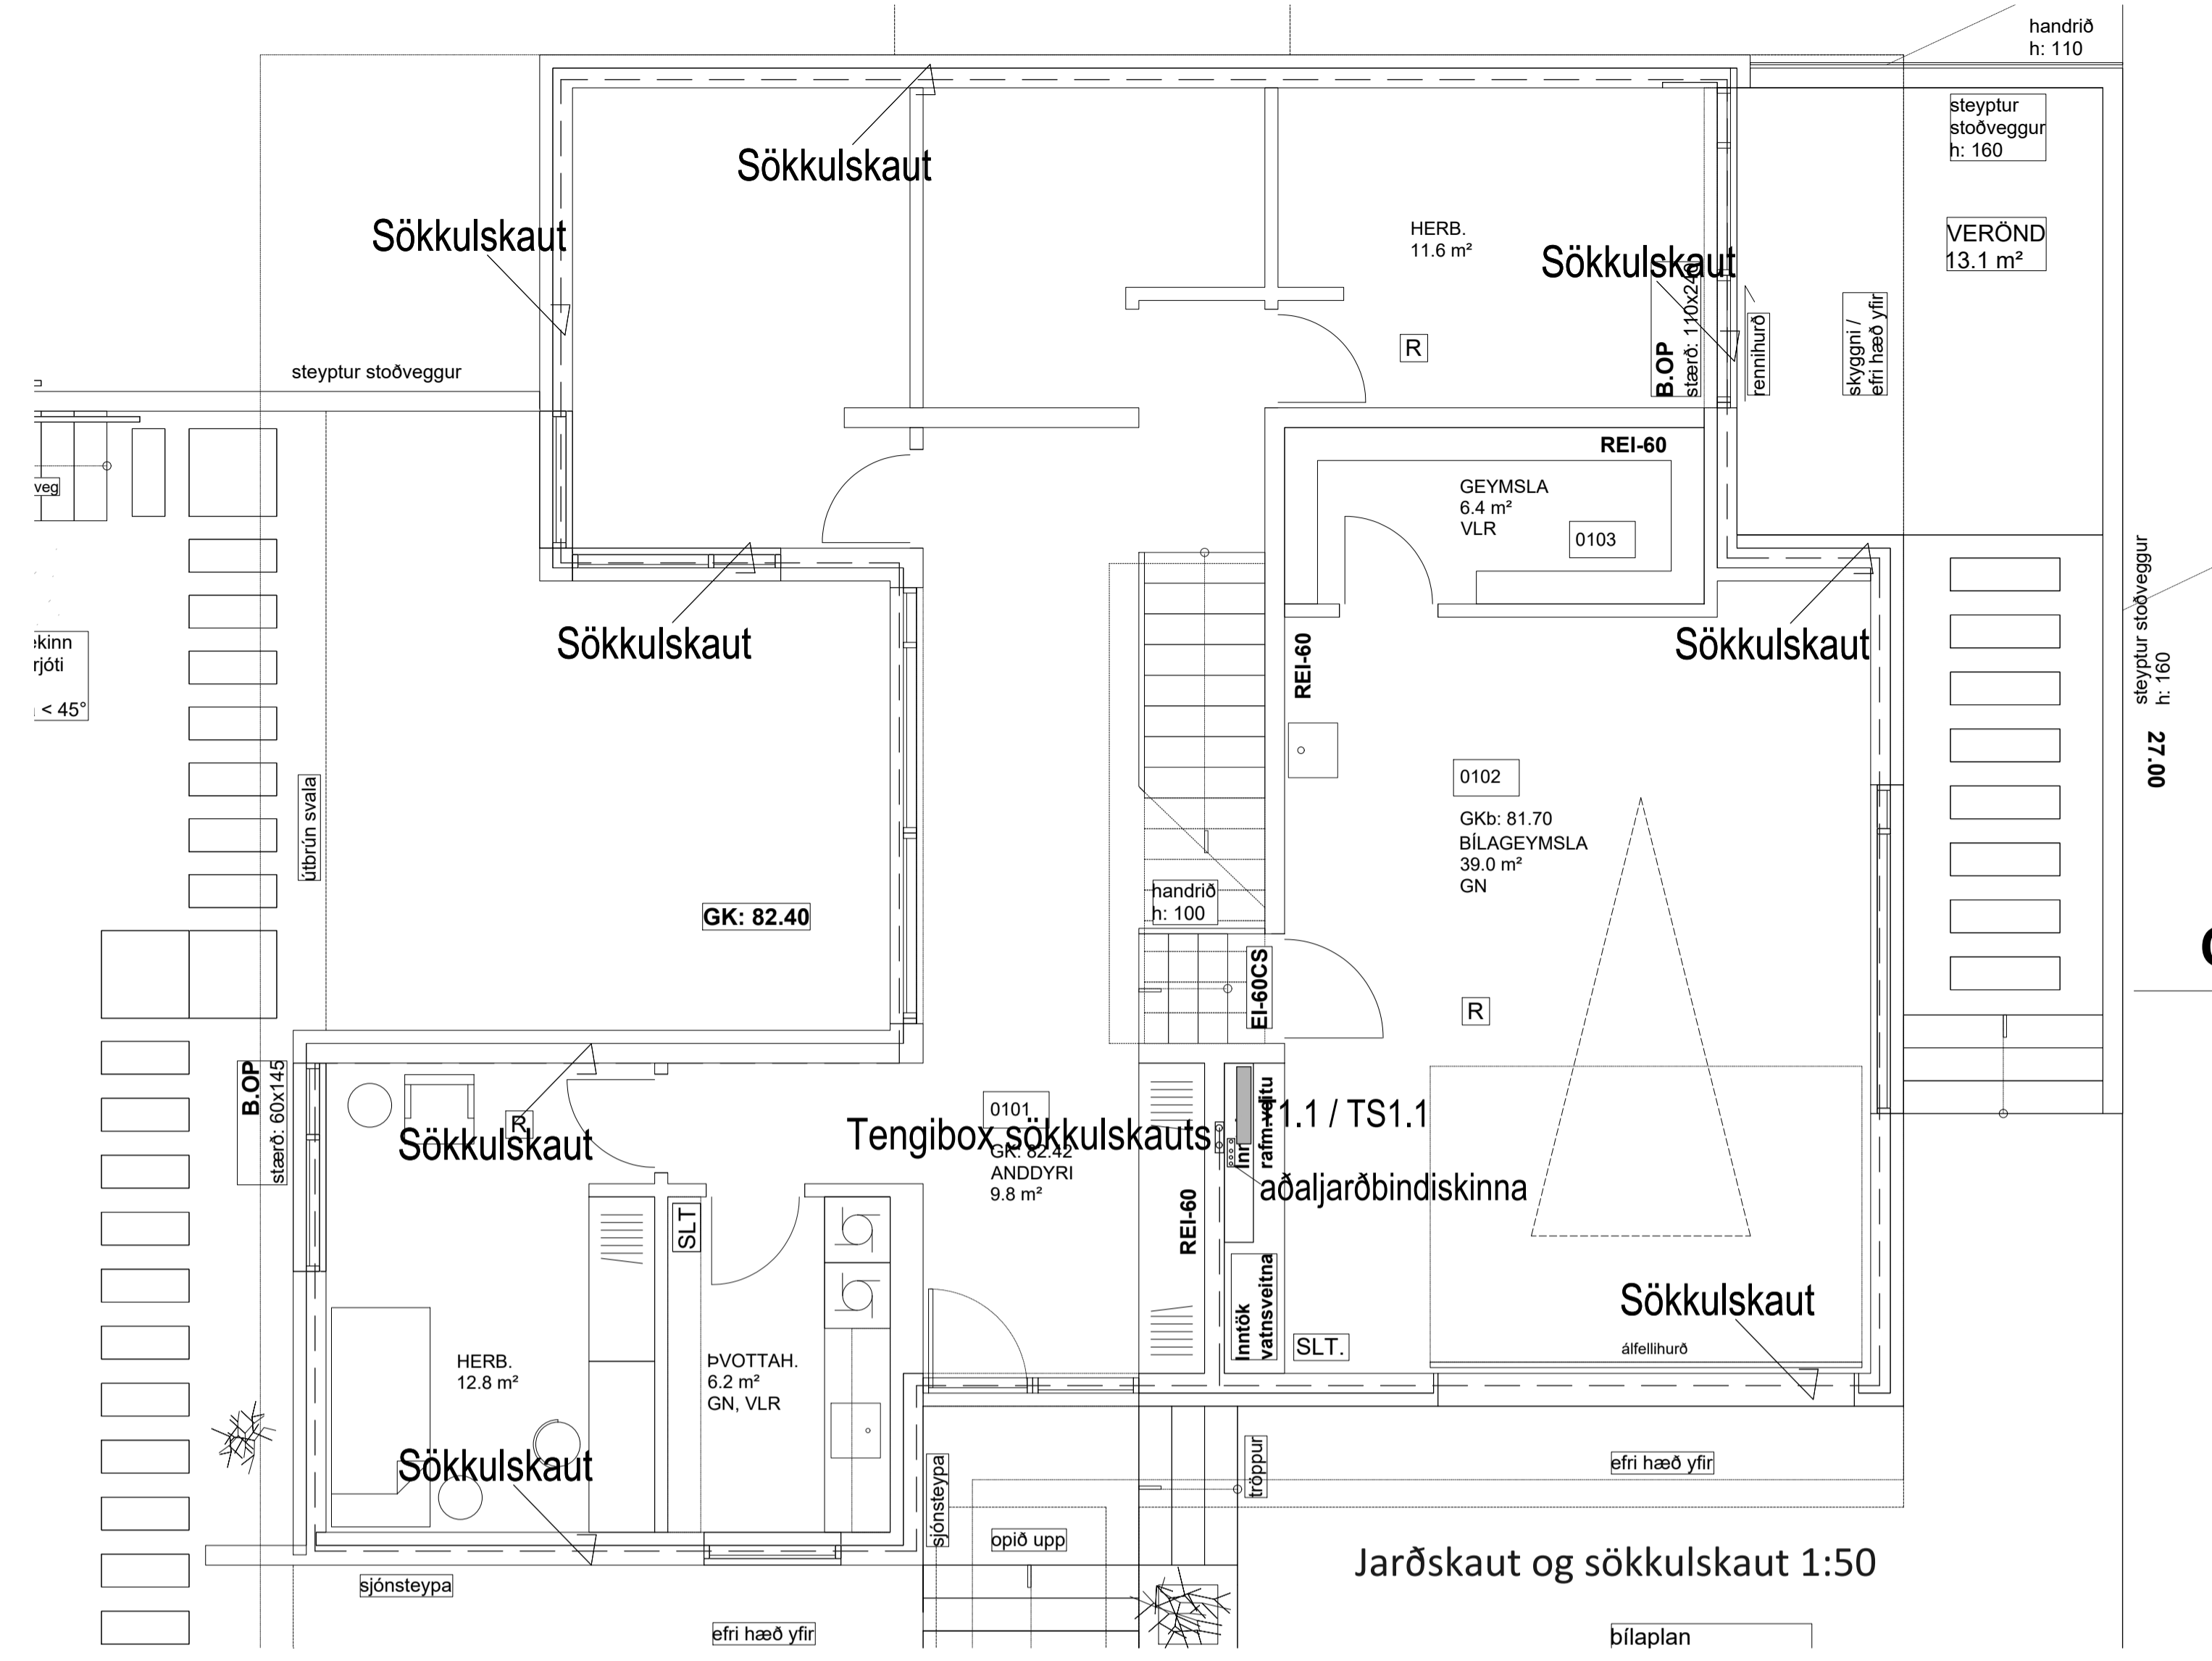 handrið
h: 110
steyptur
stoðveggur
h: 160
Sökkulskaut
Sökkulskaut
HERB.
11.6 m²
Sökkulskaut
VERÖND
13.1 m²
B.OP
stærð: 110x240
rennihurð
skyggni /
efri hæð yfir
R
steyptur stoðveggur
REI-60
GEYMSLA
6.4 m²
VLR
0103
veg
steyptur stoðveggur
h: 160
27.00
Sökkulskaut
Sökkulskaut
REI-60
kinn
rjóti
< 45°
0102
GKb: 81.70
BÍLAGEYMSLA
39.0 m²
GN
útbrún svala
handrið
h: 100
GK: 82.40
EI-60CS
R
B.OP
stærð: 60x145
R
Sökkulskaut
0101
Tengibox sökkulskauts
GK: 82.42
ANDDYRI
9.8 m²
1.1 / TS1.1
rafm.veitu
aðaljarðbindiskinna
SLT
REI-60
Inntök
vatnsveitna
SLT.
Sökkulskaut
álfellihurð
HERB.
12.8 m²
ÞVOTTAH.
6.2 m²
GN, VLR
Sökkulskaut
sjónsteypa
tröppur
efri hæð yfir
opið upp
Jarðskaut og sökkulskaut 1:50
sjónsteypa
efri hæð yfir
bílaplan